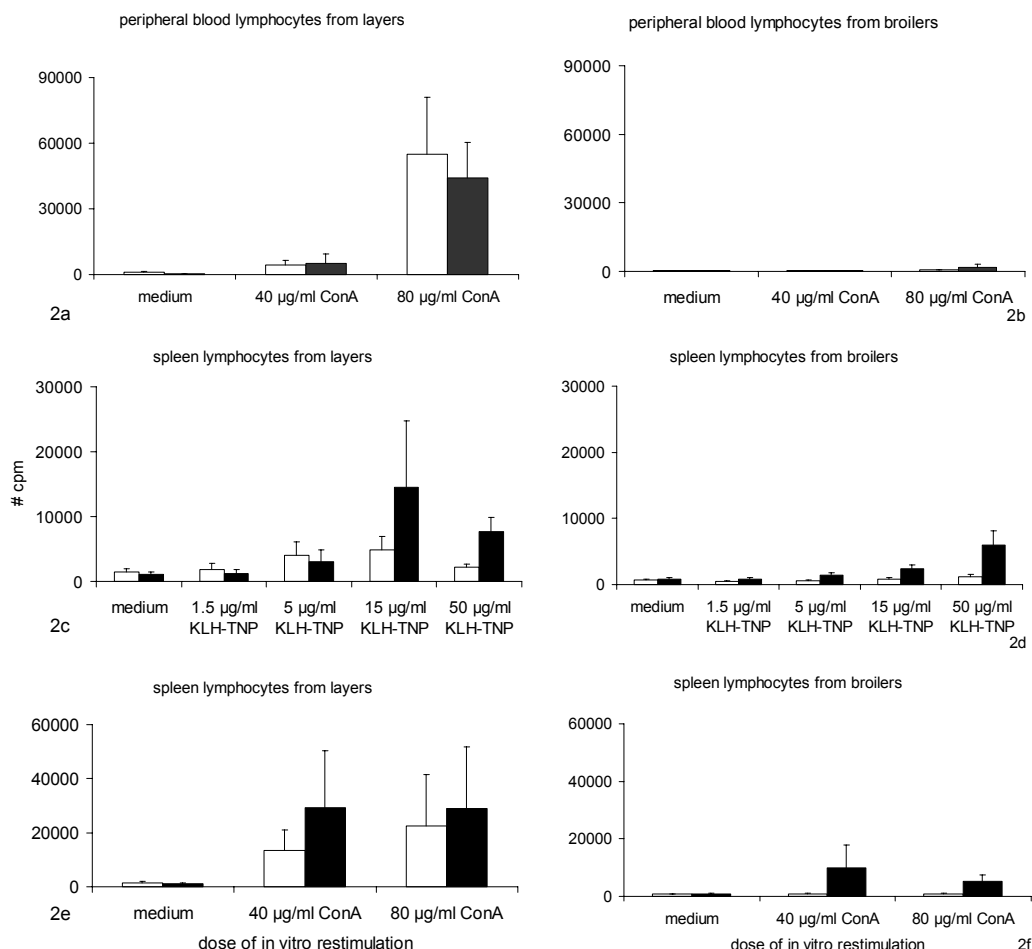 peripheral blood lymphocytes from layers
90000
60000
30000
0
medium
40 µg/ml ConA
80 µg/ml ConA
2a
peripheral blood lymphocytes from broilers
90000
60000
30000
0
medium
40 µg/ml ConA
80 µg/ml ConA
2b
spleen lymphocytes from layers
# cpm
30000
20000
10000
0
medium
1.5 µg/ml
KLH-TNP
5 µg/ml
KLH-TNP
15 µg/ml
KLH-TNP
50 µg/ml
KLH-TNP
2c
spleen lymphocytes from broilers
30000
20000
10000
0
medium
1.5 µg/ml
KLH-TNP
5 µg/ml
KLH-TNP
15 µg/ml
KLH-TNP
50 µg/ml
KLH-TNP
2d
spleen lymphocytes from layers
60000
40000
20000
0
medium
40 µg/ml ConA
80 µg/ml ConA
2e
dose of in vitro restimulation
spleen lymphocytes from broilers
60000
40000
20000
0
medium
40 µg/ml ConA
80 µg/ml ConA
dose of in vitro restimulation